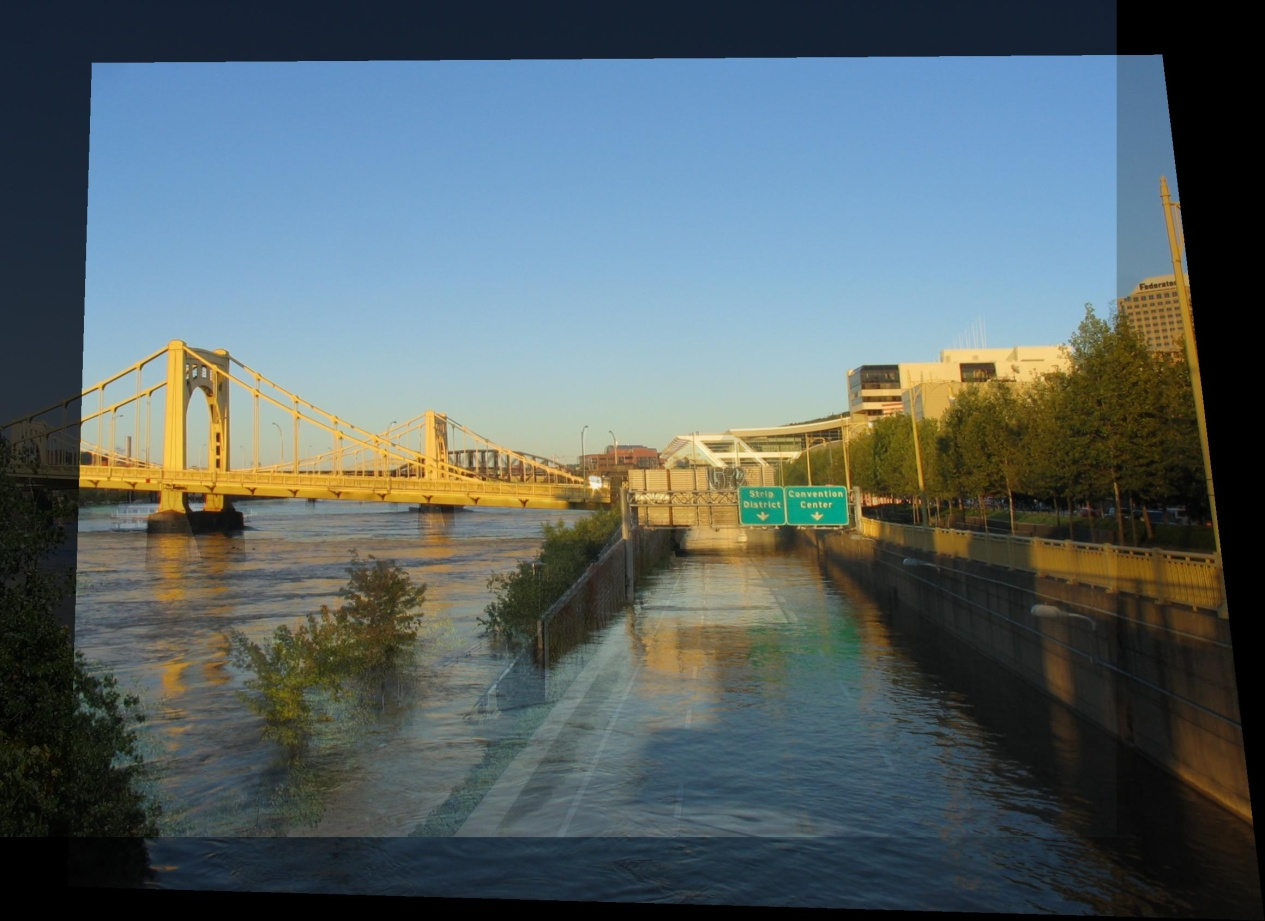 Federated
Strip
District
Convention
Center